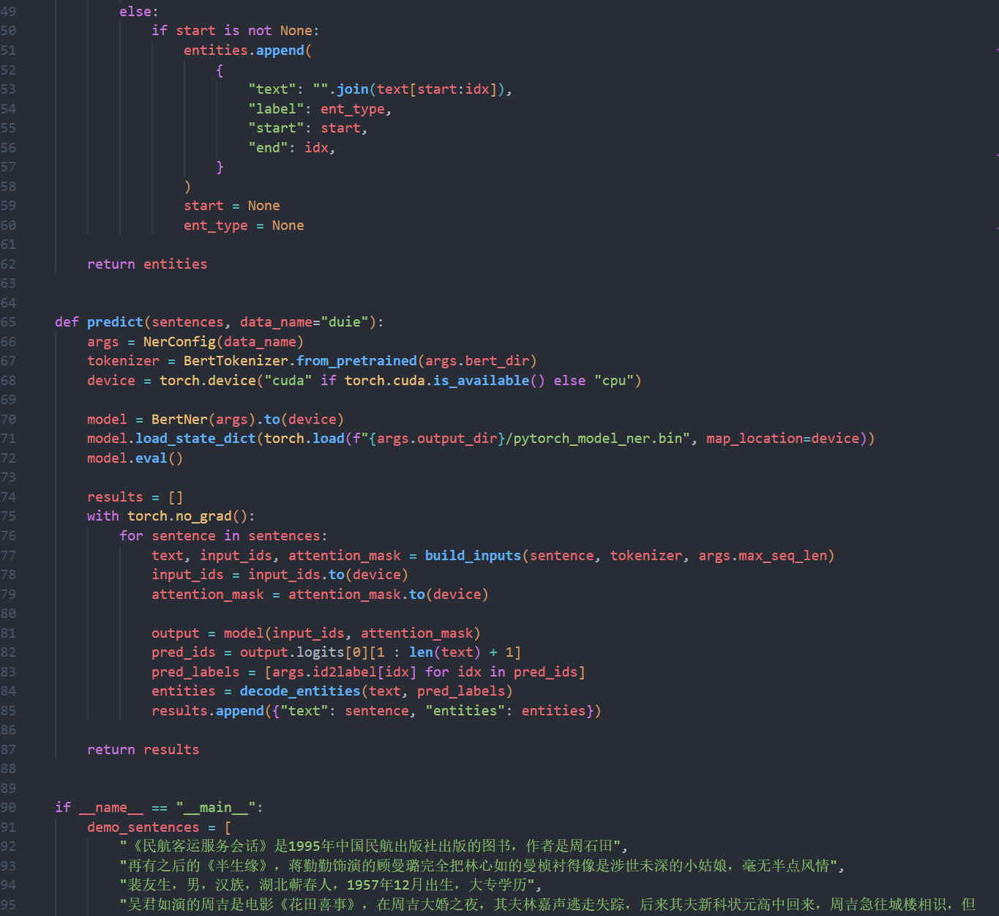 49 else:
50 if start is not None:
51 entities.append(
52 {
53 "text": "".join(text[start:idx]),
54 "label": ent_type,
55 "start": start,
56 "end": idx,
57 }
58 )
59 start = None
60 ent_type = None
61
62 return entities
63
64
65 def predict(sentences, data_name="duie"):
66 args = NerConfig(data_name)
67 tokenizer = BertTokenizer.from_pretrained(args.bert_dir)
68 device = torch.device("cuda" if torch.cuda.is_available() else "cpu")
69
70 model = BertNer(args).to(device)
71 model.load_state_dict(torch.load(f"{args.output_dir}/pytorch_model_ner.bin", map_location=device))
72 model.eval()
73
74 results = []
75 with torch.no_grad():
76 for sentence in sentences:
77 text, input_ids, attention_mask = build_inputs(sentence, tokenizer, args.max_seq_len)
78 input_ids = input_ids.to(device)
79 attention_mask = attention_mask.to(device)
80
81 output = model(input_ids, attention_mask)
82 pred_ids = output.logits[0][1 : len(text) + 1]
83 pred_labels = [args.id2label[idx] for idx in pred_ids]
84 entities = decode_entities(text, pred_labels)
85 results.append({"text": sentence, "entities": entities})
86
87 return results
88
89
90 if __name__ == "__main__":
91 demo_sentences = [
92 "《民航客运服务会话》是1995年中国民航出版社出版的图书，作者是周石田",
93 "再有之后的《半生缘》，蒋勤勤饰演的顾曼璐完全把林心如的曼桢衬得像是涉世未深的小姑娘，毫无半点风情",
94 "裴友生，男，汉族，湖北蕲春人，1957年12月出生，大专学历",
95 "吴君如演的周吉是电影《花田喜事》，在周吉大婚之夜，其夫林嘉声逃走失踪，后来其夫新科状元高中回来，周吉急往城楼相识，但